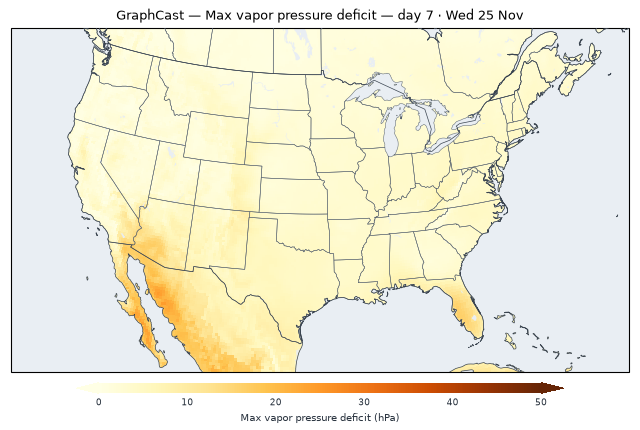 GraphCast — Max vapor pressure deficit — day 7 · Wed 25 Nov
0 10 20 30 40 50
Max vapor pressure deficit (hPa)